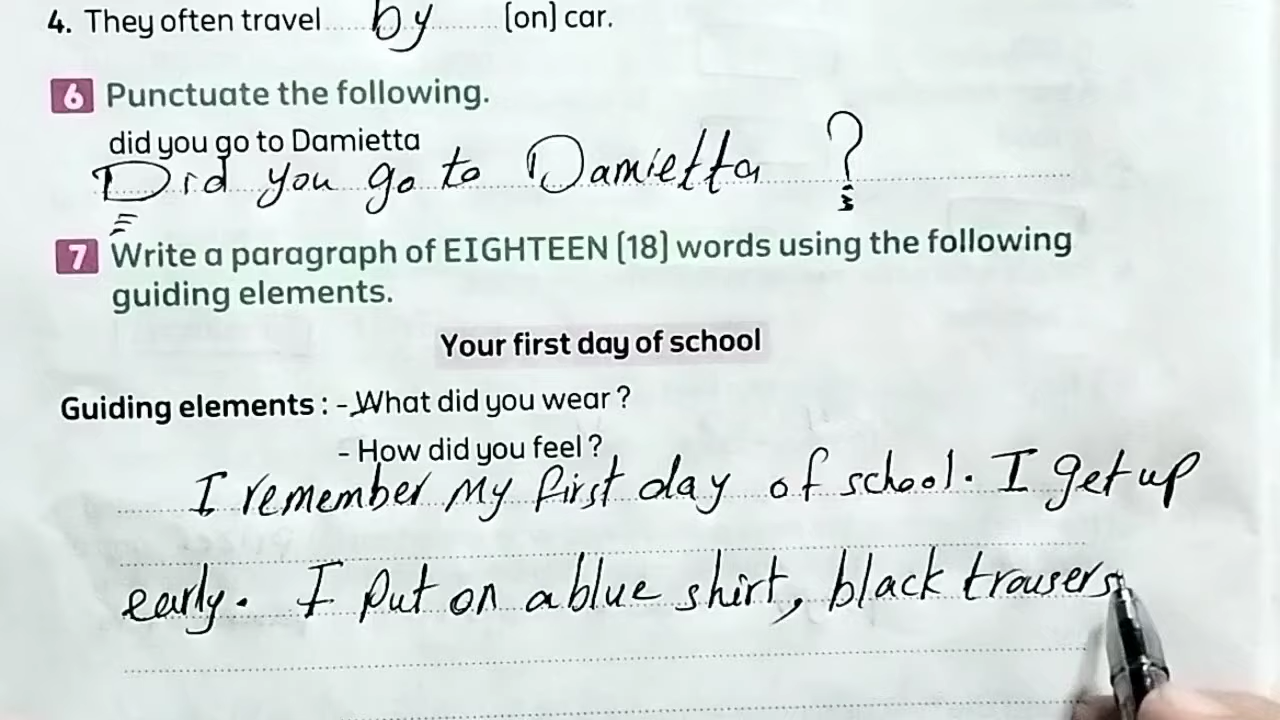 4. They often travel ...... by ...... [on] car.
6 Punctuate the following.
did you go to Damietta
Did you go to Damietta ?
7 Write a paragraph of EIGHTEEN [18] words using the following
guiding elements.
Your first day of school
Guiding elements : - What did you wear ?
- How did you feel ?
I remember my first day of school. I get up
early. I put on a blue shirt, black trousers